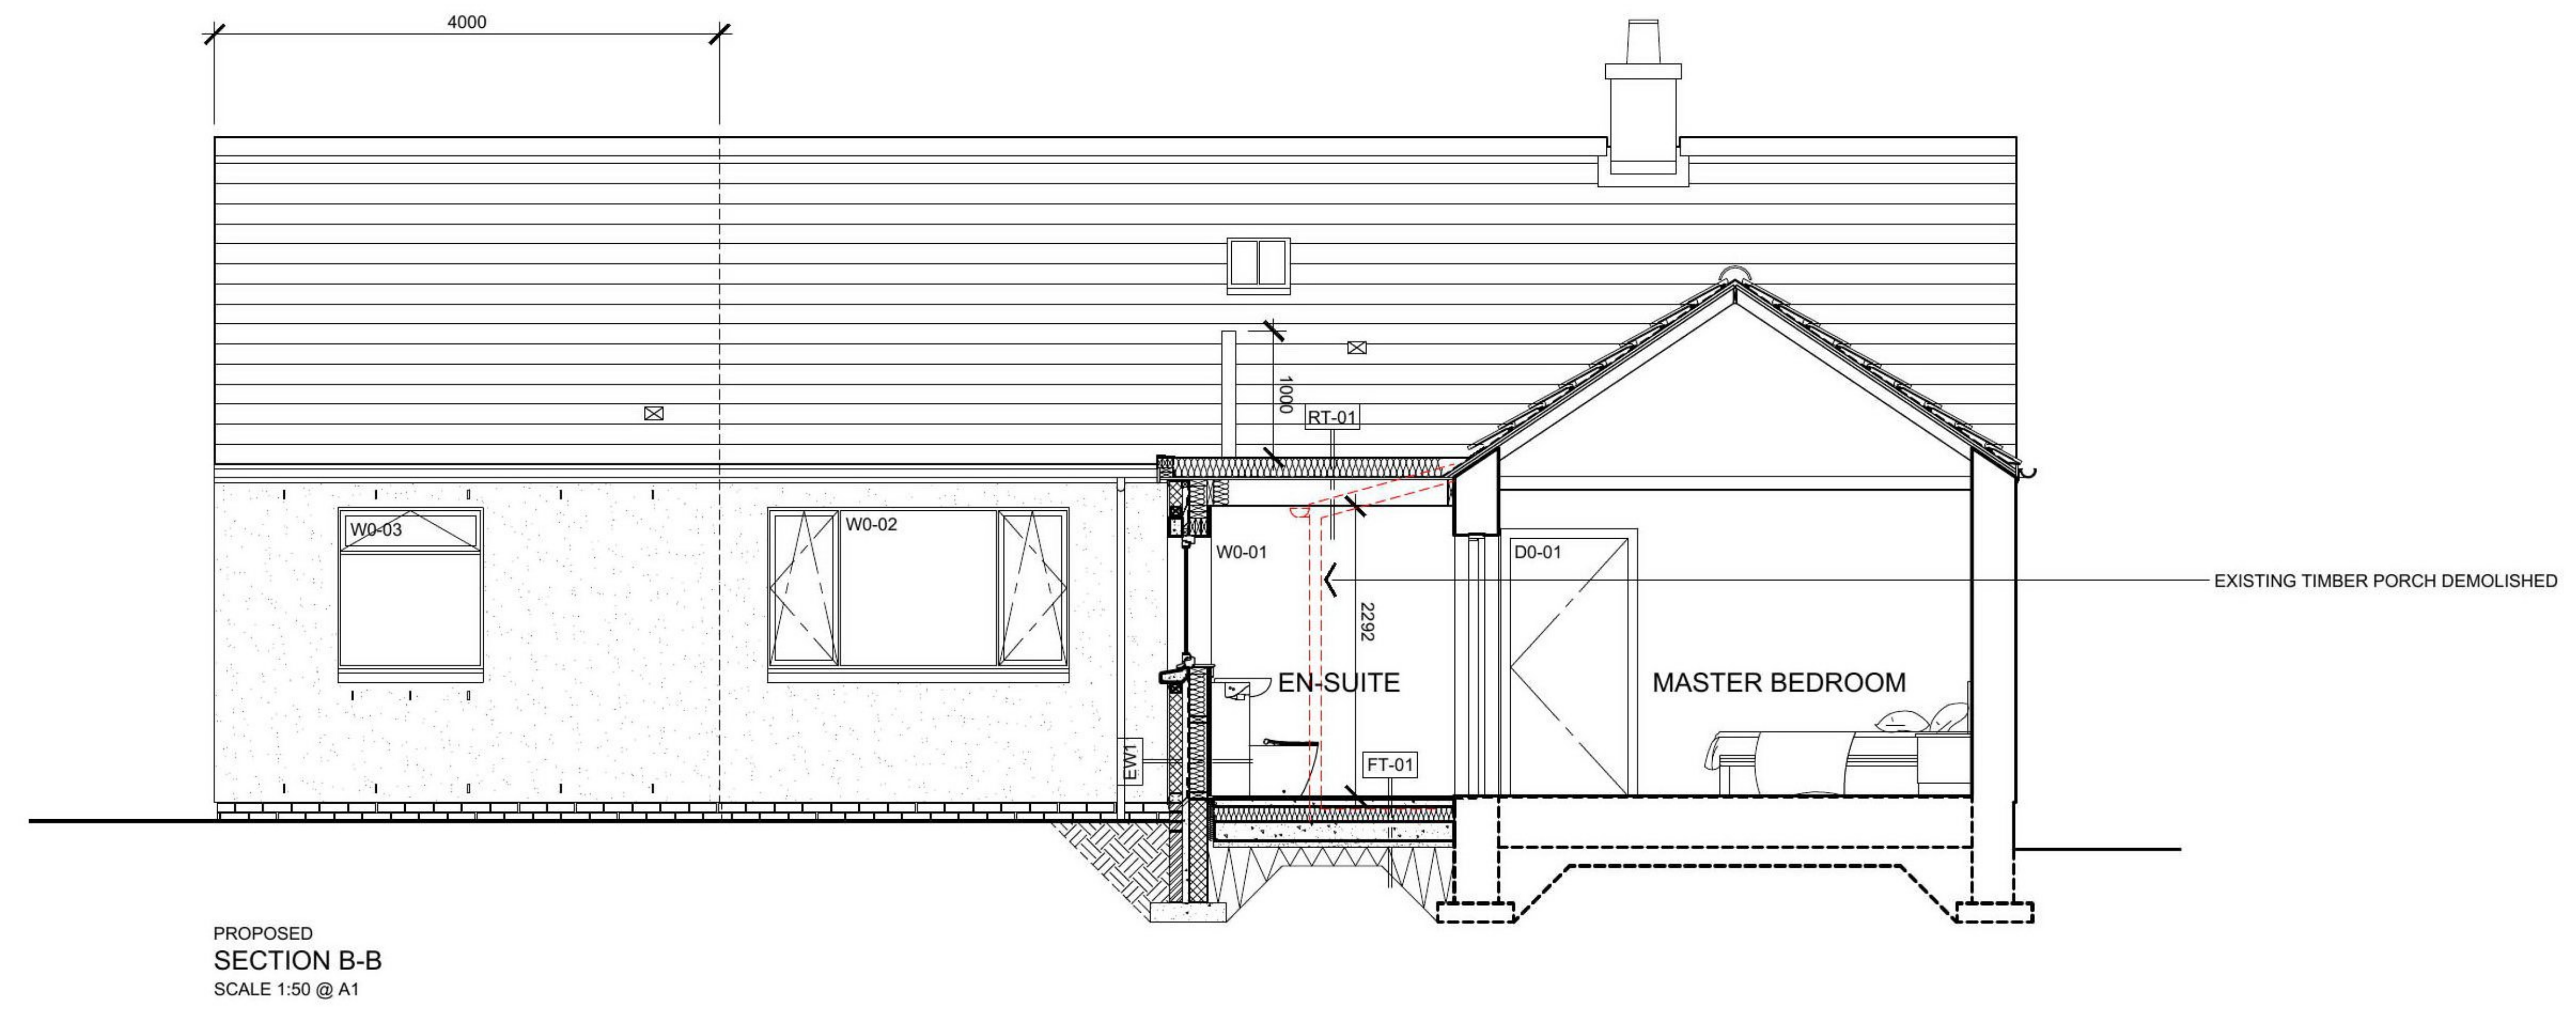 4000
1000
RT-01
W0-03
W0-02
W0-01
D0-01
EXISTING TIMBER PORCH DEMOLISHED
2292
EN-SUITE
MASTER BEDROOM
EW1
FT-01
PROPOSED
SECTION B-B
SCALE 1:50 @ A1